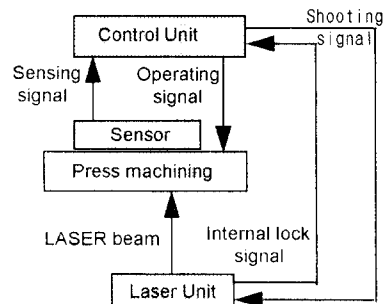 Shooting
signal
Control Unit
Sensing
signal
Operating
signal
Sensor
Press machining
LASER beam
Internal lock
signal
Laser Unit